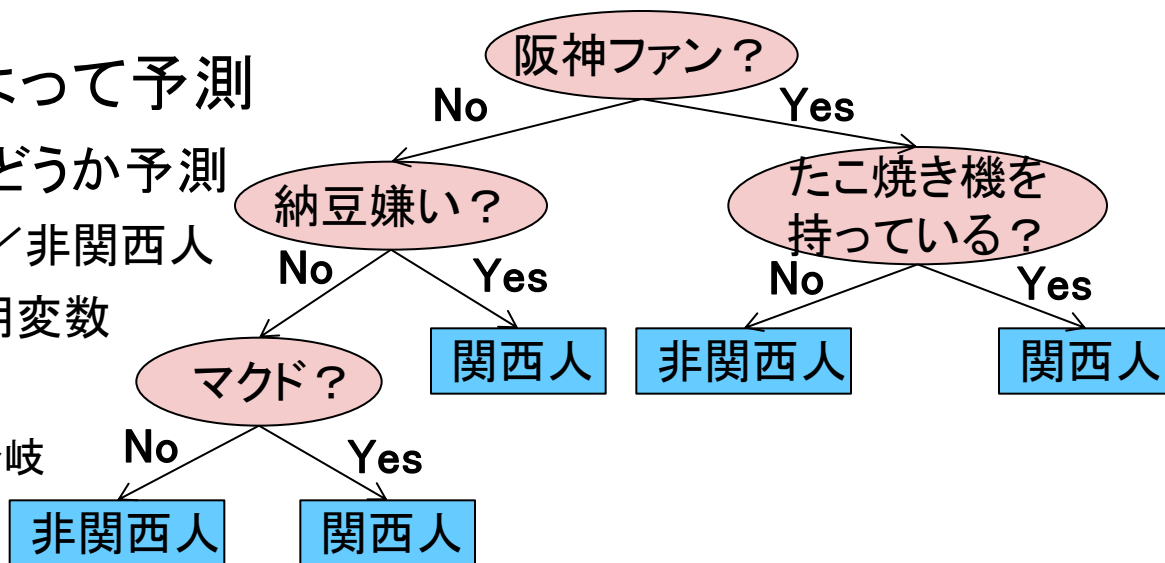 よって予測
どうか予測
／非関西人
変数
岐
阪神ファン？
No
Yes
納豆嫌い？
たこ焼き機を
持っている？
No
Yes
No
Yes
マクド？
関西人
非関西人
関西人
No
Yes
非関西人
関西人